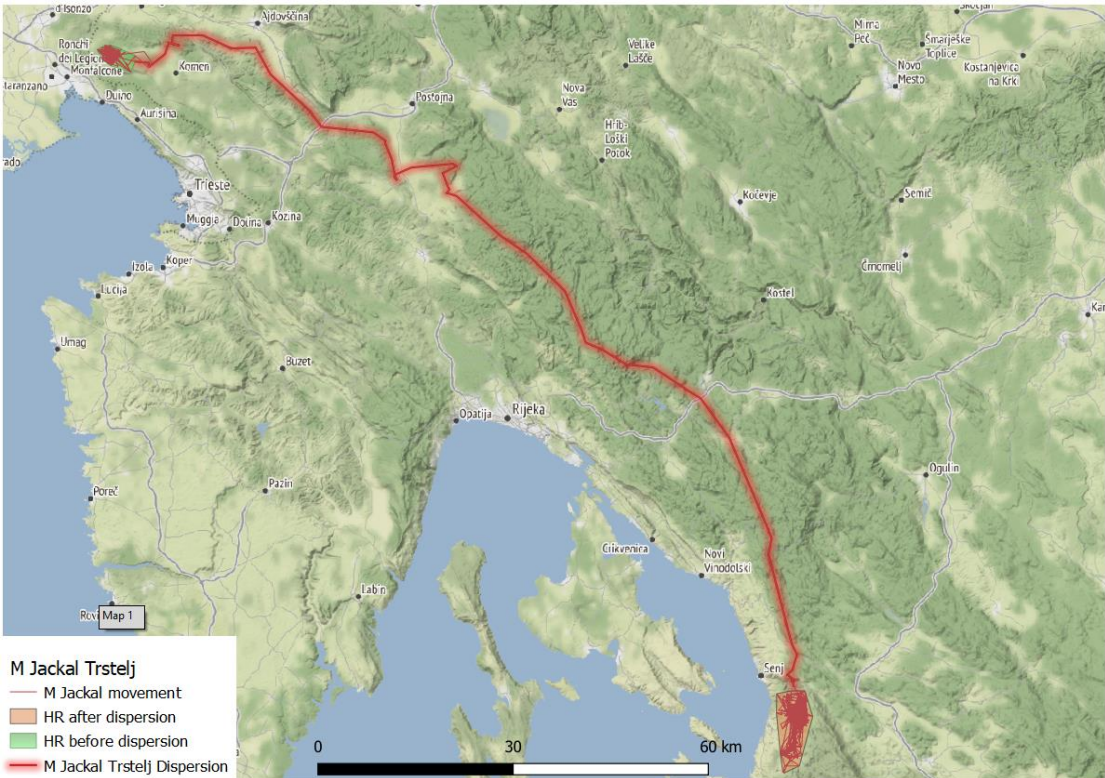 d'Isonzo
Ajdovščina
Ronchi
dei Legion
Monfalcone
Komen
Duino
Aurisina
Trieste
Muggia
Dolina
Kozina
Koper
Izola
Lucija
Postojna
Velike
Lašče
Nova
Vas
Hrib-
Loški
Potok
Mirna
Peč
Šmarješke
Toplice
Novo
Mesto
Kostanjevica
na Krki
Kočevje
Semič
Črnomelj
Kostel
Umag
Buzet
Opatija
Rijeka
Pazin
Poreč
Ogulin
Crikvenica
Novi
Vinodolski
Labin
Rovi
Map 1
Senj
M Jackal Trstelj
M Jackal movement
HR after dispersion
HR before dispersion
M Jackal Trstelj Dispersion
0 30 60 km